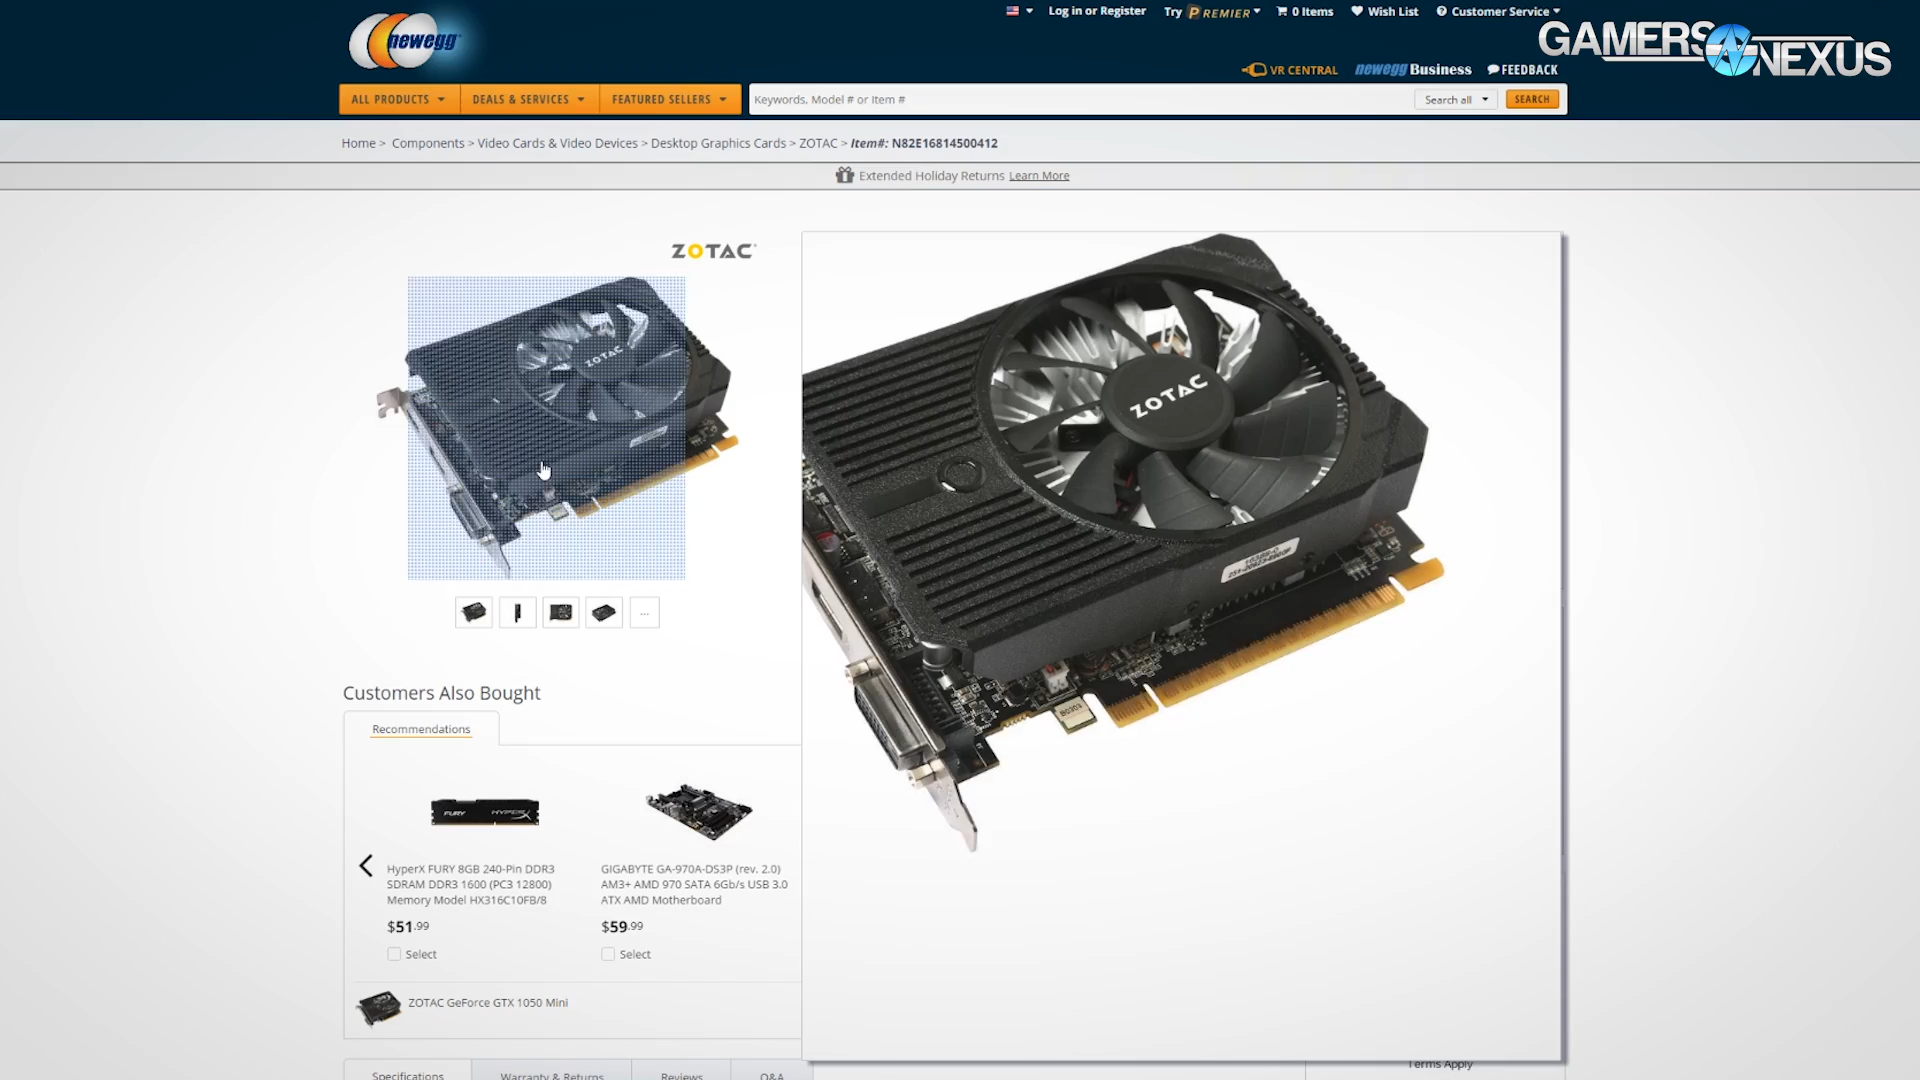 Log in or Register
Try PREMIER
0 Items
Wish List
Customer Service
newegg
GAMERS NEXUS
VR CENTRAL
newegg Business
FEEDBACK
ALL PRODUCTS
DEALS & SERVICES
FEATURED SELLERS
Keywords, Model # or Item #
Search all
SEARCH
Home > Components > Video Cards & Video Devices > Desktop Graphics Cards > ZOTAC > Item#: N82E16814500412
Extended Holiday Returns Learn More
ZOTAC
ZOTAC
ZOTAC
...
Customers Also Bought
Recommendations
FURY HYPERX
HyperX FURY 8GB 240-Pin DDR3
SDRAM DDR3 1600 (PC3 12800)
Memory Model HX316C10FB/8
$51.99
Select
GIGABYTE GA-970A-DS3P (rev. 2.0)
AM3+ AMD 970 SATA 6Gb/s USB 3.0
ATX AMD Motherboard
$59.99
Select
ZOTAC GeForce GTX 1050 Mini
Specifications
Warranty & Returns
Reviews
Q&A
Terms Apply